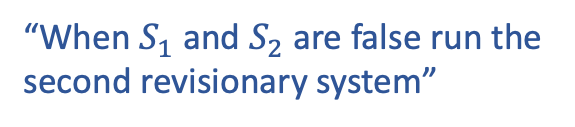 “When S₁ and S₂ are false run the
second revisionary system”